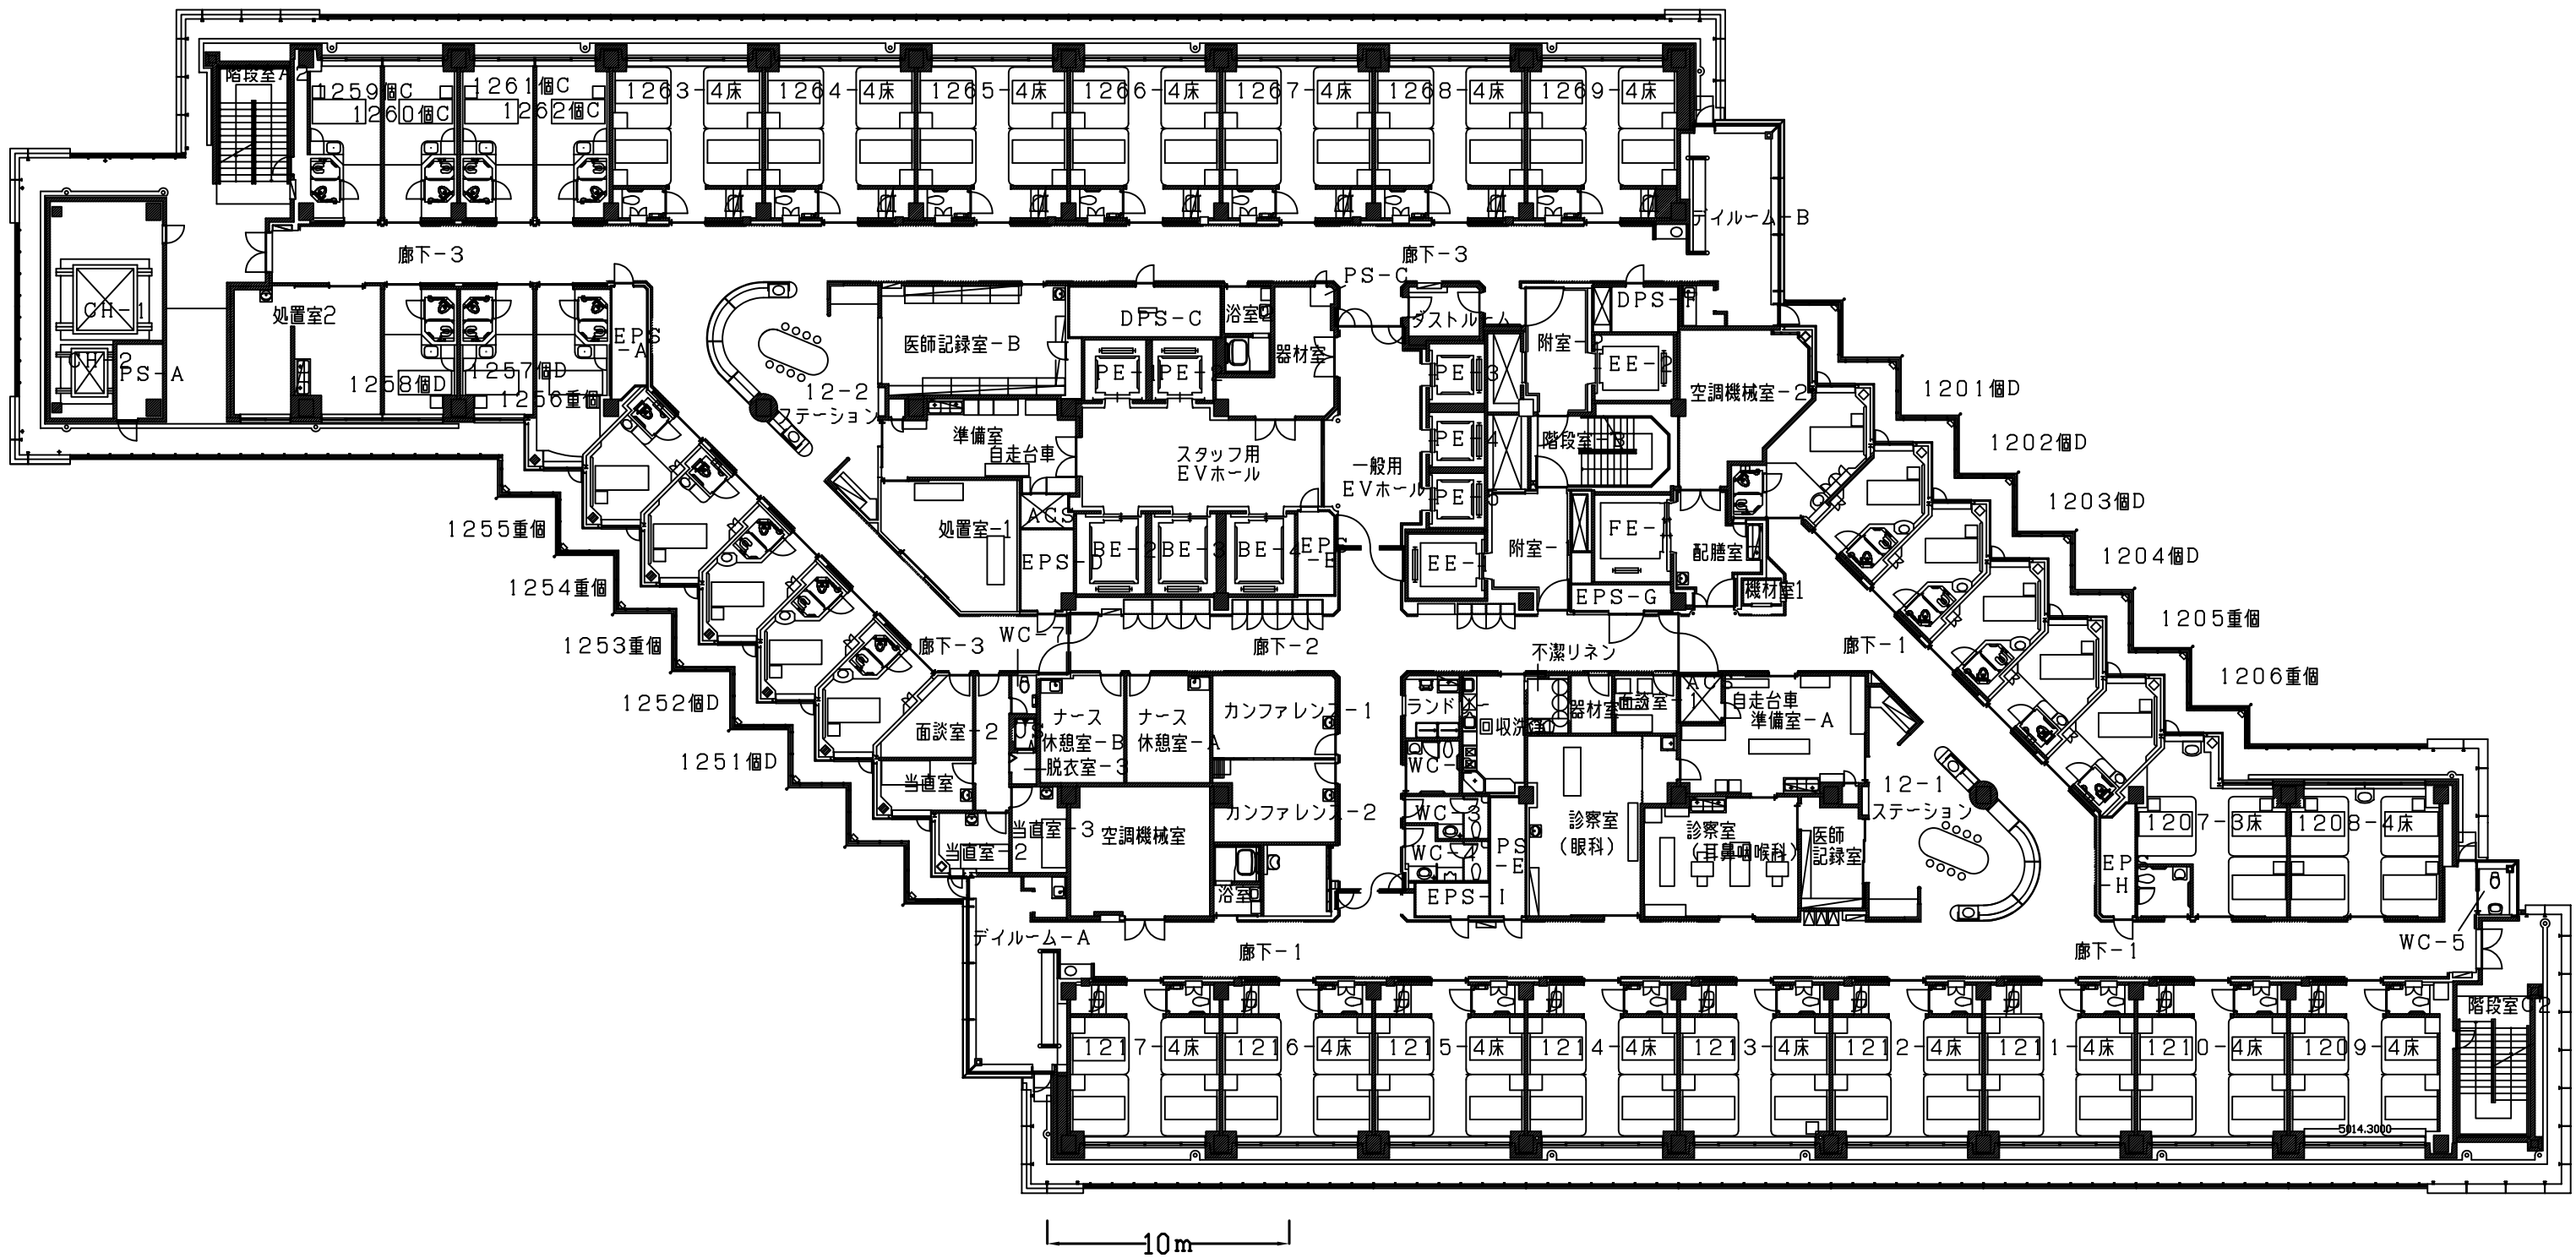 階段室A2
1259個C
1260個C
1261個C
1262個C
1263-4床
1264-4床
1265-4床
1266-4床
1267-4床
1268-4床
1269-4床
デイルーム-B
廊下-3
廊下-3
PS-C
CH-1
CH-2
PS-A
処置室2
1258個D
1257個D
1256重個
EPS
-A
12-2
ステーション
医師記録室-B
DPS-C
浴室
器材室
ダストルーム
附室-
DPS-F
PE-1
PE-2
PE-3
EE-2
空調機械室-2
準備室
自走台車
スタッフ用
EVホール
一般用
EVホール
PE-4
階段室-B
PE-5
処置室-1
ACS
EPS-D
BE-2
BE-3
BE-4
EPS
-E
EE-1
附室-
FE-1
配膳室
機材室1
EPS-G
1201個D
1202個D
1203個D
1204個D
1205重個
1206重個
1255重個
1254重個
1253重個
1252個D
1251個D
WC-7
廊下-3
廊下-2
不潔リネン
廊下-1
面談室-2
ナース
休憩室-B
ナース
休憩室-A
脱衣室-3
カンファレンス-1
カンファレンス-2
ランドリー
回収洗浄
器材室
面談室-1
ACS
自走台車
準備室-A
当直室
当直室-3
当直室-2
空調機械室
浴室
WC-
WC-3
WC-4
PS
-E
EPS-I
診察室
(眼科)
診察室
(耳鼻咽喉科)
医師
記録室
12-1
ステーション
1207-3床
1208-4床
EPS
-H
WC-5
デイルーム-A
廊下-1
廊下-1
階段室C2
1217-4床
1216-4床
1215-4床
1214-4床
1213-4床
1212-4床
1211-4床
1210-4床
1209-4床
5014.3000
10m